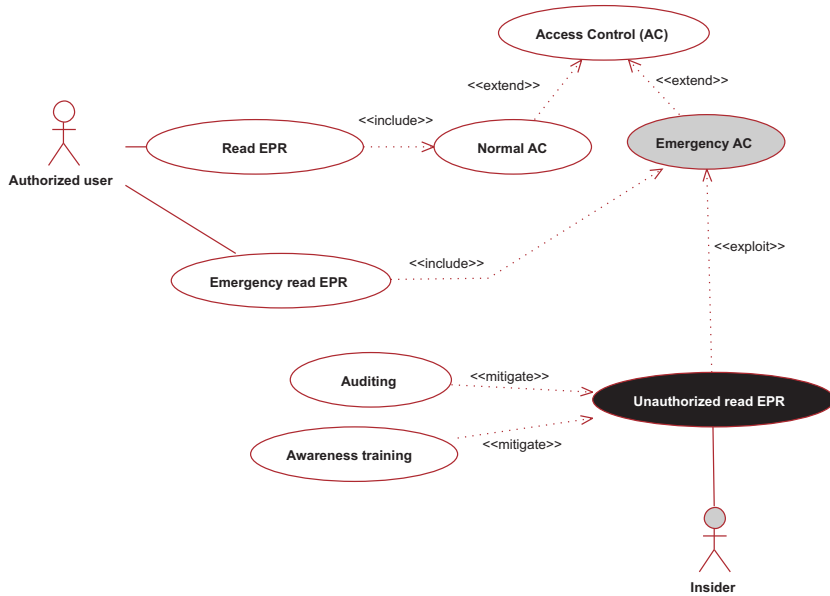 Access Control (AC)
<<extend>>
<<extend>>
<<include>>
Read EPR
Normal AC
Emergency AC
Authorized user
<<exploit>>
<<include>>
Emergency read EPR
<<mitigate>>
Auditing
Unauthorized read EPR
<<mitigate>>
Awareness training
Insider